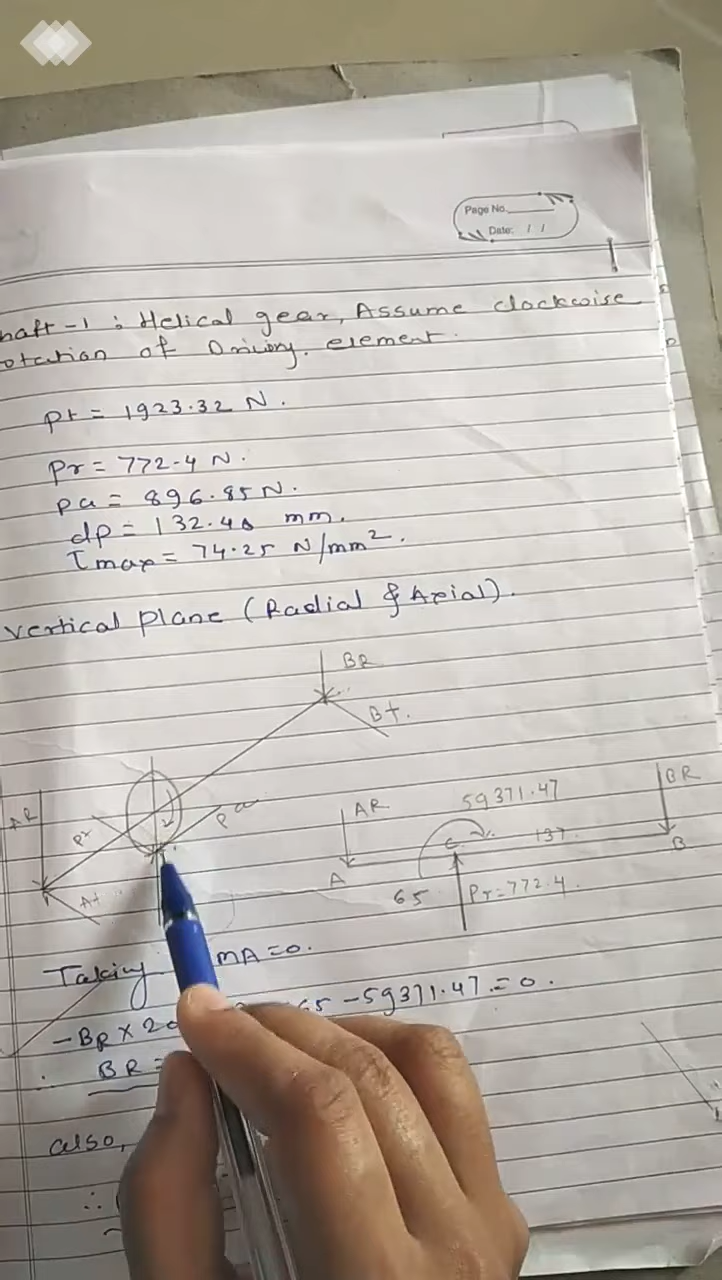 Page No.
Date: / /
haft-1 : Helical gear, Assume clockwise
otation of Driving element.
Pt = 1923.32 N.
Pr = 772.4 N.
Pa = 896.85 N.
dp = 132.40 mm.
Tmax = 74.25 N/mm².
Vertical plane (Radial & Axial).
BR
Bt.
AR
Pr
Pa
At
AR
59371.47
BR
C
137.
A
B
65
Pr=772.4.
Taking MA=0.
-BR × 20 65 - 59371.47 = 0.
∴ BR =
also,
∴